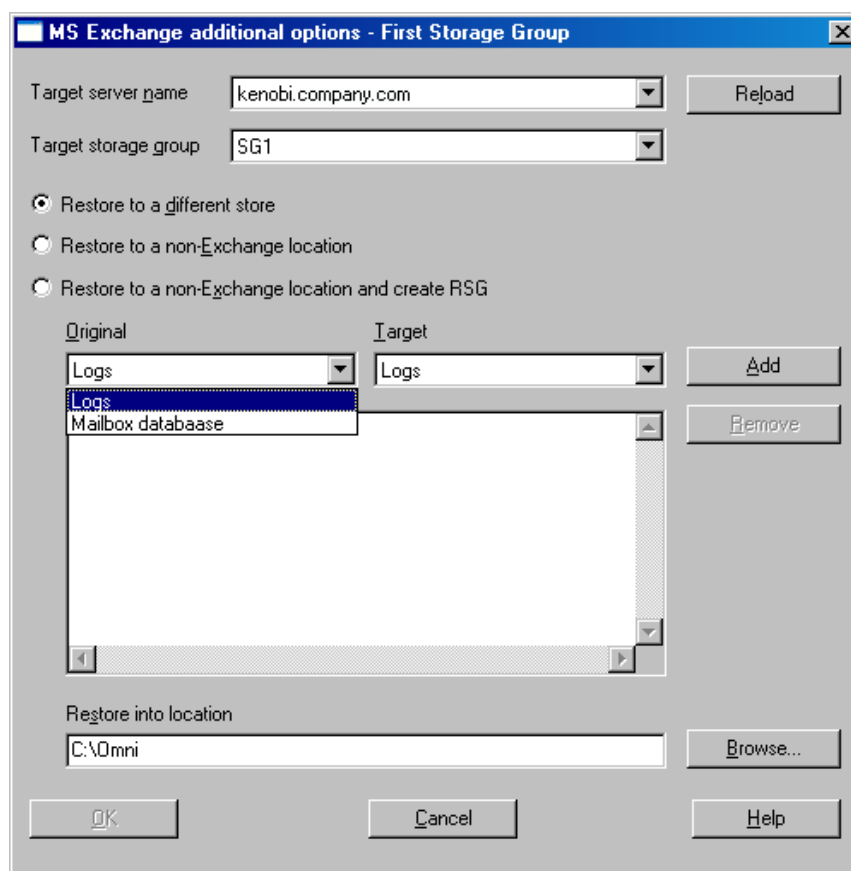 MS Exchange additional options - First Storage Group
Target server name kenobi.company.com Reload
Target storage group SG1
Restore to a different store
Restore to a non-Exchange location
Restore to a non-Exchange location and create RSG
Original Target
Logs Logs Add
Logs
Mailbox databaase Remove
Restore into location
C:\Omni Browse...
OK Cancel Help